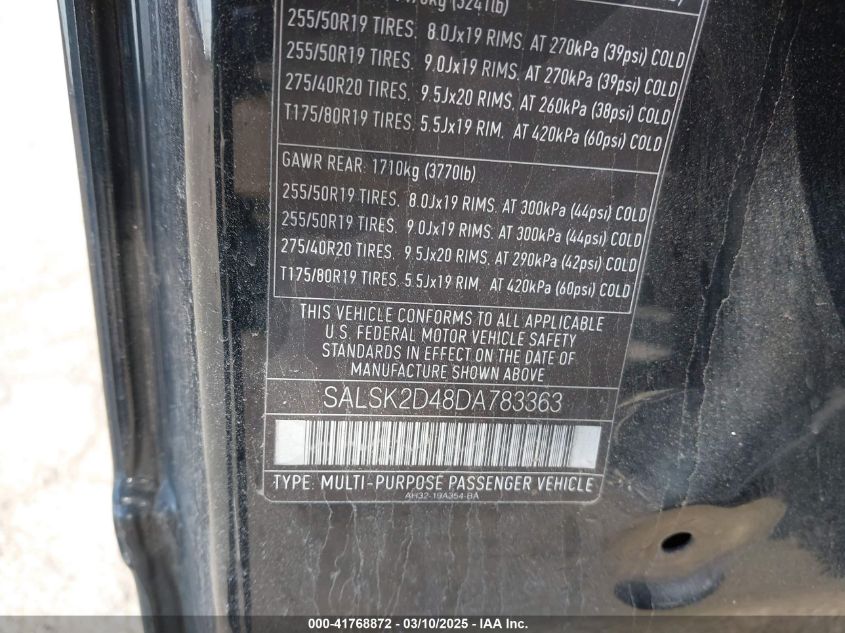 (3241lb)
255/50R19 TIRES. 8.0Jx19 RIMS. AT 270kPa (39psi) COLD
255/50R19 TIRES. 9.0Jx19 RIMS. AT 270kPa (39psi) COLD
275/40R20 TIRES. 9.5Jx20 RIMS. AT 260kPa (38psi) COLD
T175/80R19 TIRES. 5.5Jx19 RIM. AT 420kPa (60psi) COLD
GAWR REAR: 1710kg (3770lb)
255/50R19 TIRES. 8.0Jx19 RIMS. AT 300kPa (44psi) COLD
255/50R19 TIRES. 9.0Jx19 RIMS. AT 300kPa (44psi) COLD
275/40R20 TIRES. 9.5Jx20 RIMS. AT 290kPa (42psi) COLD
T175/80R19 TIRES. 5.5Jx19 RIM. AT 420kPa (60psi) COLD
THIS VEHICLE CONFORMS TO ALL APPLICABLE
U.S. FEDERAL MOTOR VEHICLE SAFETY
STANDARDS IN EFFECT ON THE DATE OF
MANUFACTURE SHOWN ABOVE
SALSK2D48DA783363
TYPE: MULTI-PURPOSE PASSENGER VEHICLE
AH32-19A354-BA
000-41768872 - 03/10/2025 - IAAI.COM